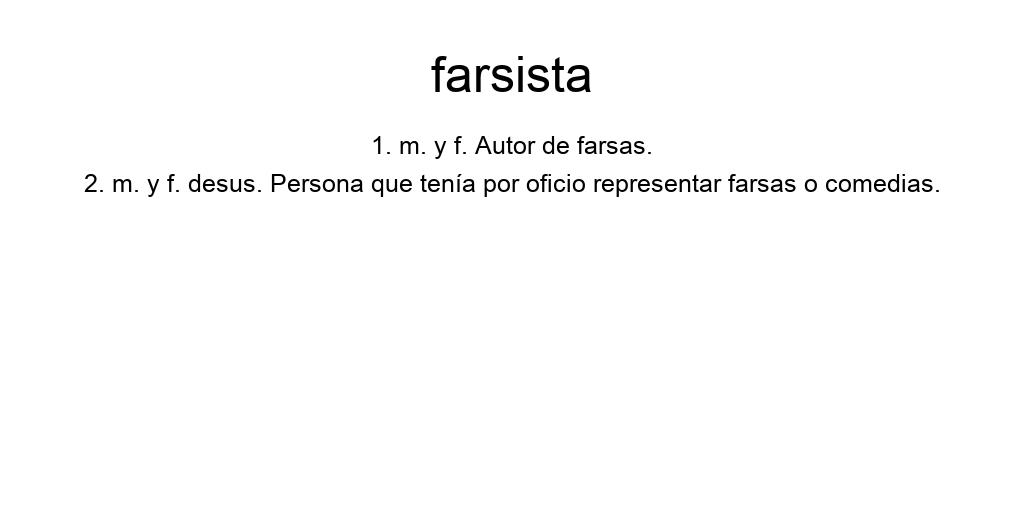 farsista
1. m. y f. Autor de farsas.
2. m. y f. desus. Persona que tenía por oficio representar farsas o comedias.